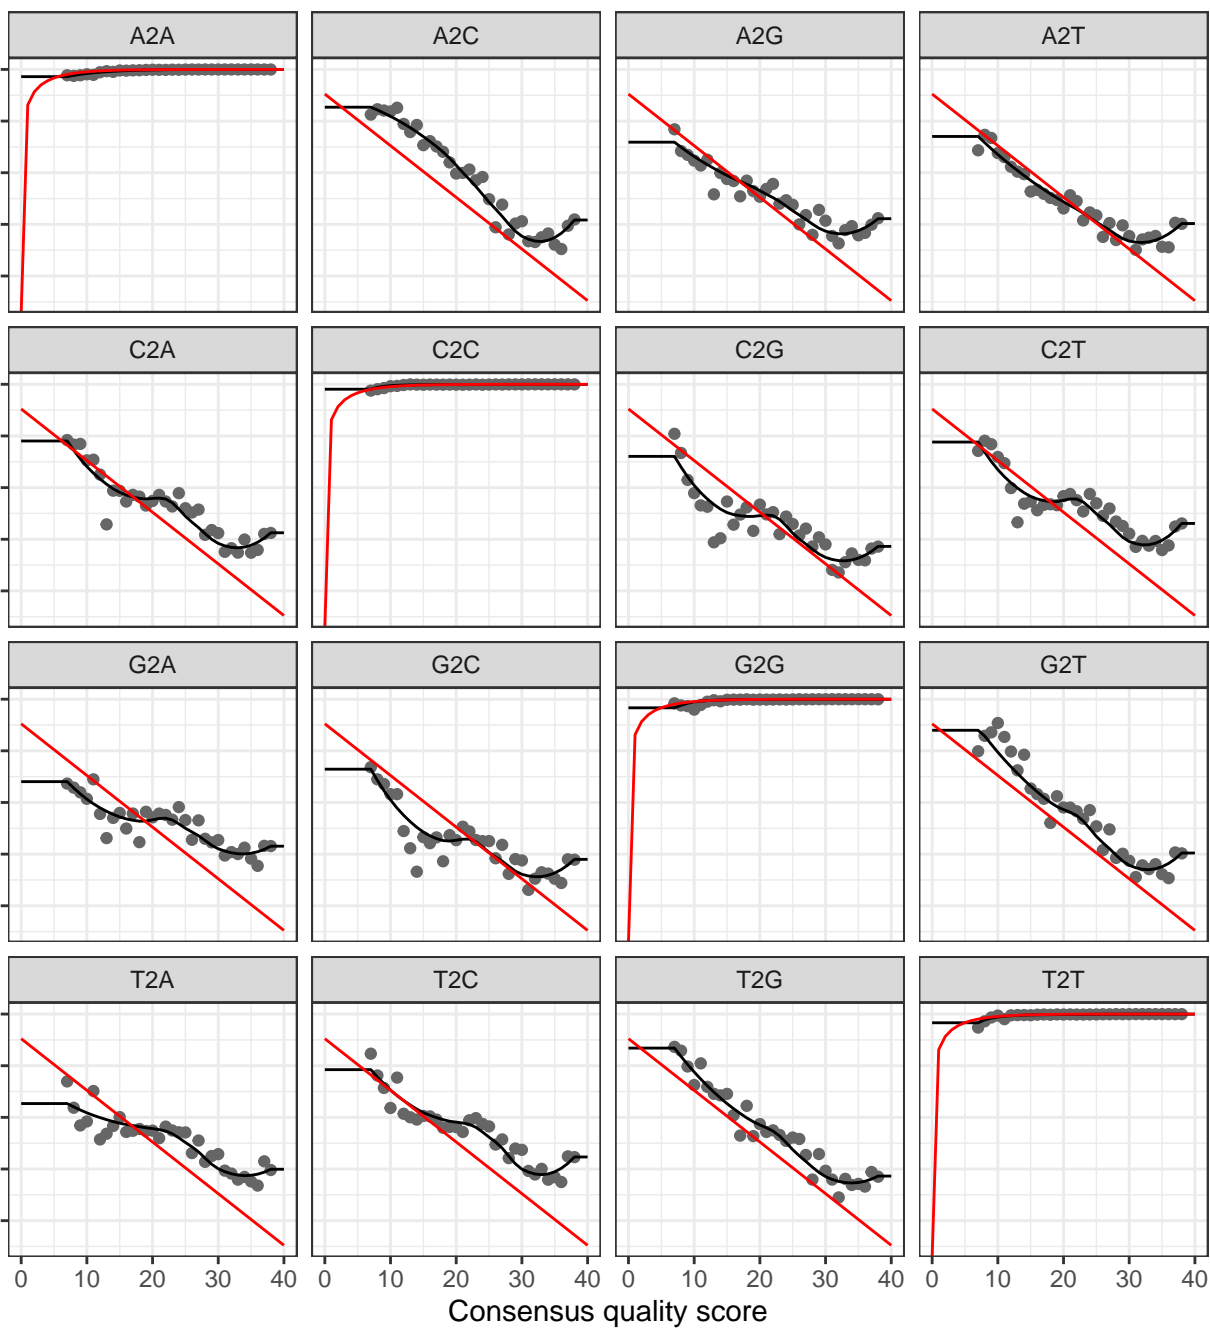 A2A A2C A2G A2T
C2A C2C C2G C2T
G2A G2C G2G G2T
T2A T2C T2G T2T
0 10 20 30 40 0 10 20 30 40 0 10 20 30 40 0 10 20 30 40
Consensus quality score